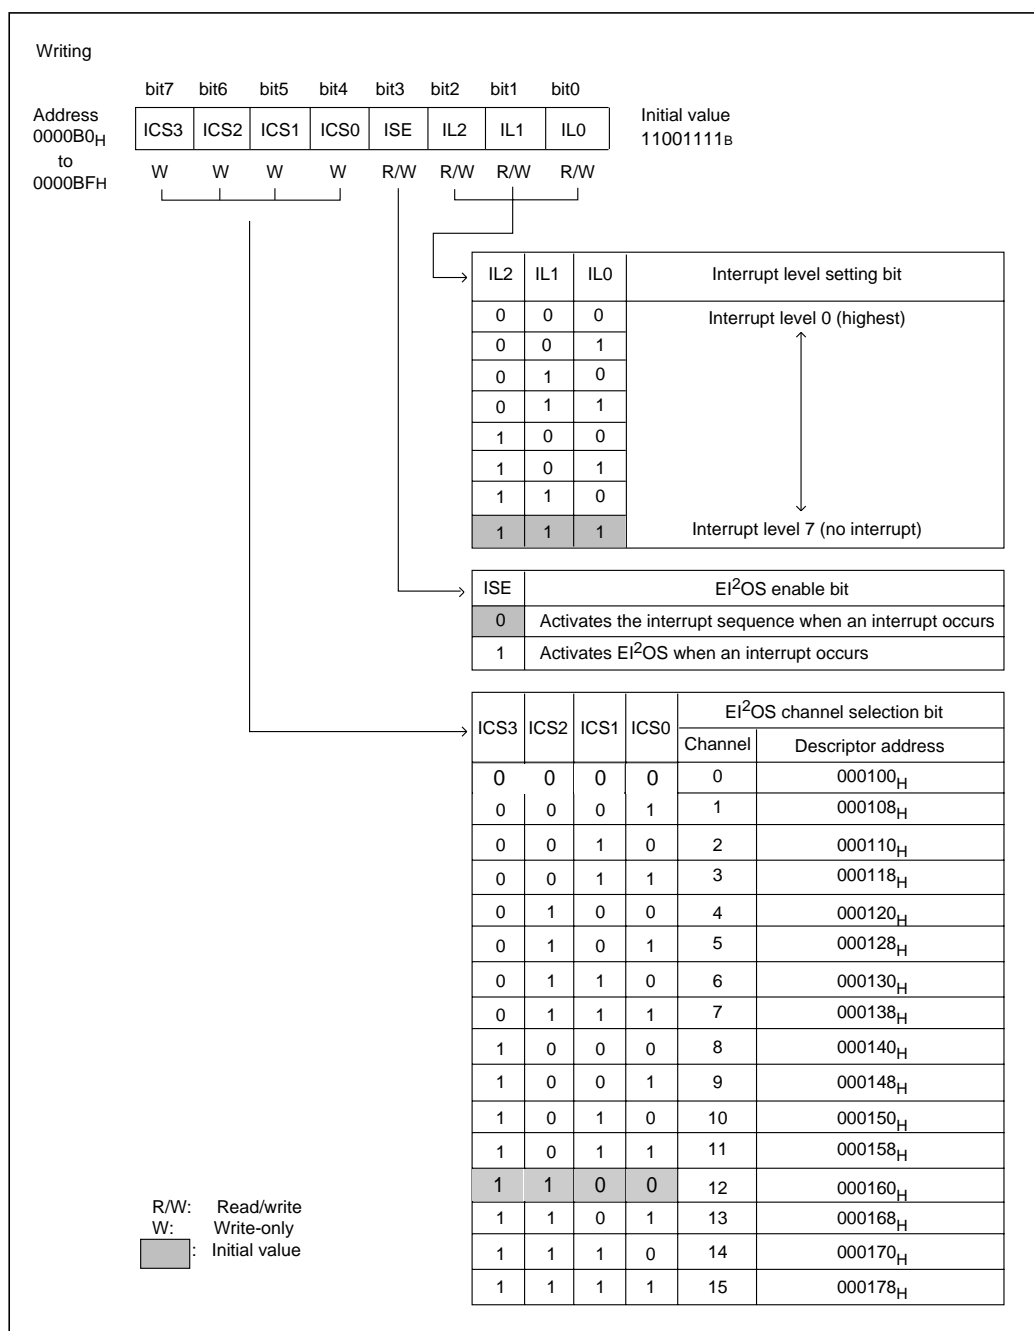 Writing
bit7 bit6 bit5 bit4 bit3 bit2 bit1 bit0
Address
0000B0H
to
0000BFH
ICS3 ICS2 ICS1 ICS0 ISE IL2 IL1 IL0
Initial value
11001111B
W W W W R/W R/W R/W R/W
IL2 IL1 IL0 Interrupt level setting bit
0 0 0 Interrupt level 0 (highest)
0 0 1
0 1 0
0 1 1
1 0 0
1 0 1
1 1 0
1 1 1 Interrupt level 7 (no interrupt)
ISE EI2OS enable bit
0 Activates the interrupt sequence when an interrupt occurs
1 Activates EI2OS when an interrupt occurs
ICS3 ICS2 ICS1 ICS0 EI2OS channel selection bit
Channel Descriptor address
0 0 0 0 0 000100H
0 0 0 1 1 000108H
0 0 1 0 2 000110H
0 0 1 1 3 000118H
0 1 0 0 4 000120H
0 1 0 1 5 000128H
0 1 1 0 6 000130H
0 1 1 1 7 000138H
1 0 0 0 8 000140H
1 0 0 1 9 000148H
1 0 1 0 10 000150H
1 0 1 1 11 000158H
1 1 0 0 12 000160H
1 1 0 1 13 000168H
1 1 1 0 14 000170H
1 1 1 1 15 000178H
R/W: Read/write
W: Write-only
: Initial value